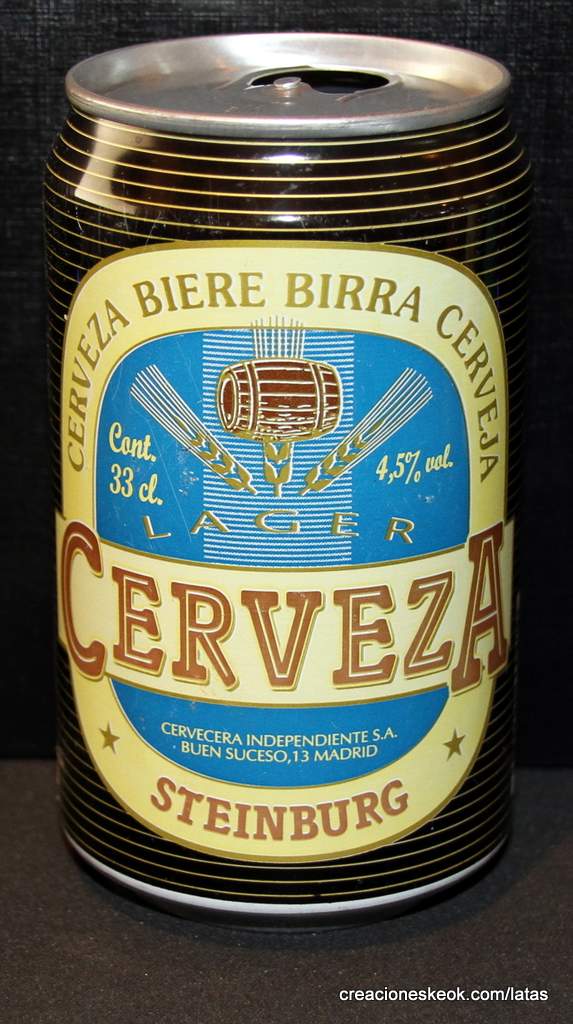 CERVEZA BIERE BIRRA CERVEJA
Cont.
33 cl.
4,5% vol.
LAGER
CERVEZA
CERVECERA INDEPENDIENTE S.A.
BUEN SUCESO,13 MADRID
STEINBURG
creacioneskeok.com/latas